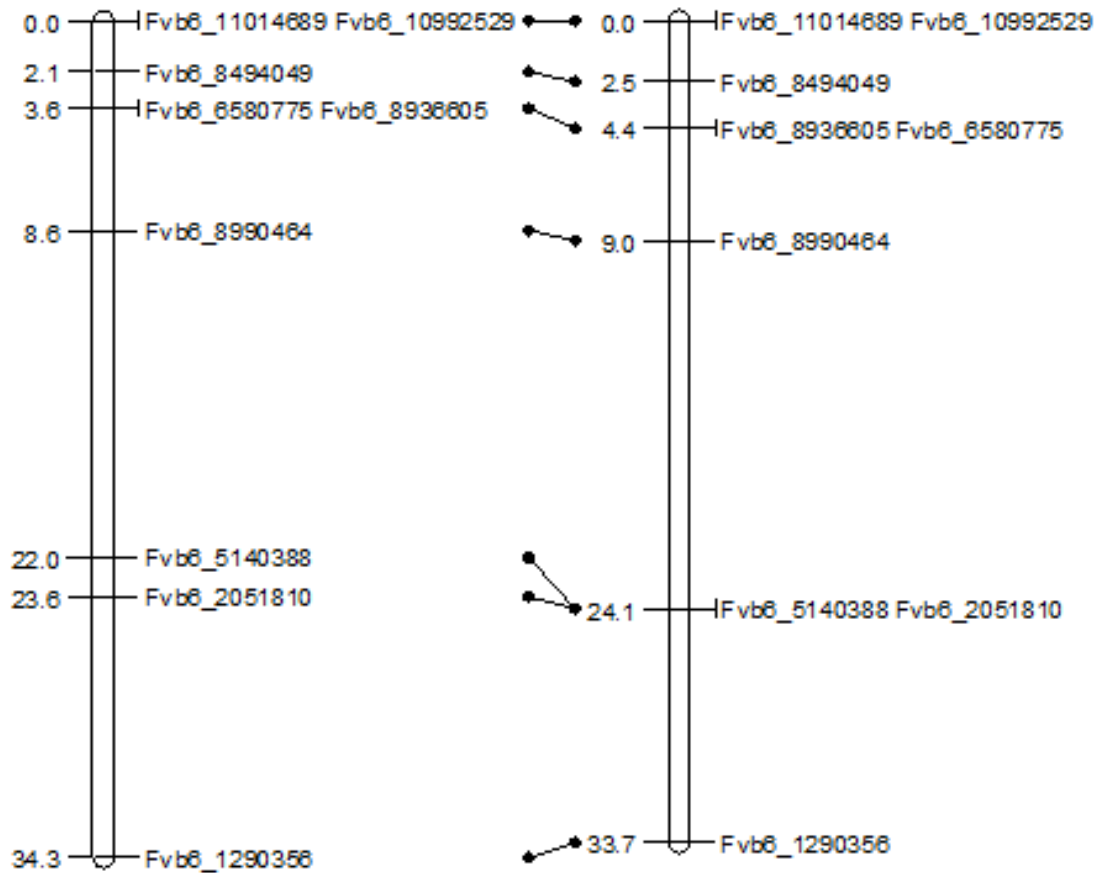 0.0 Fvb6_11014689 Fvb6_10992529
2.1 Fvb6_8494049
3.6 Fvb6_6580775 Fvb6_8936605
8.6 Fvb6_8990464
22.0 Fvb6_5140388
23.6 Fvb6_2051810
34.3 Fvb6_1290356
0.0 Fvb6_11014689 Fvb6_10992529
2.5 Fvb6_8494049
4.4 Fvb6_8936605 Fvb6_6580775
9.0 Fvb6_8990464
24.1 Fvb6_5140388 Fvb6_2051810
33.7 Fvb6_1290356